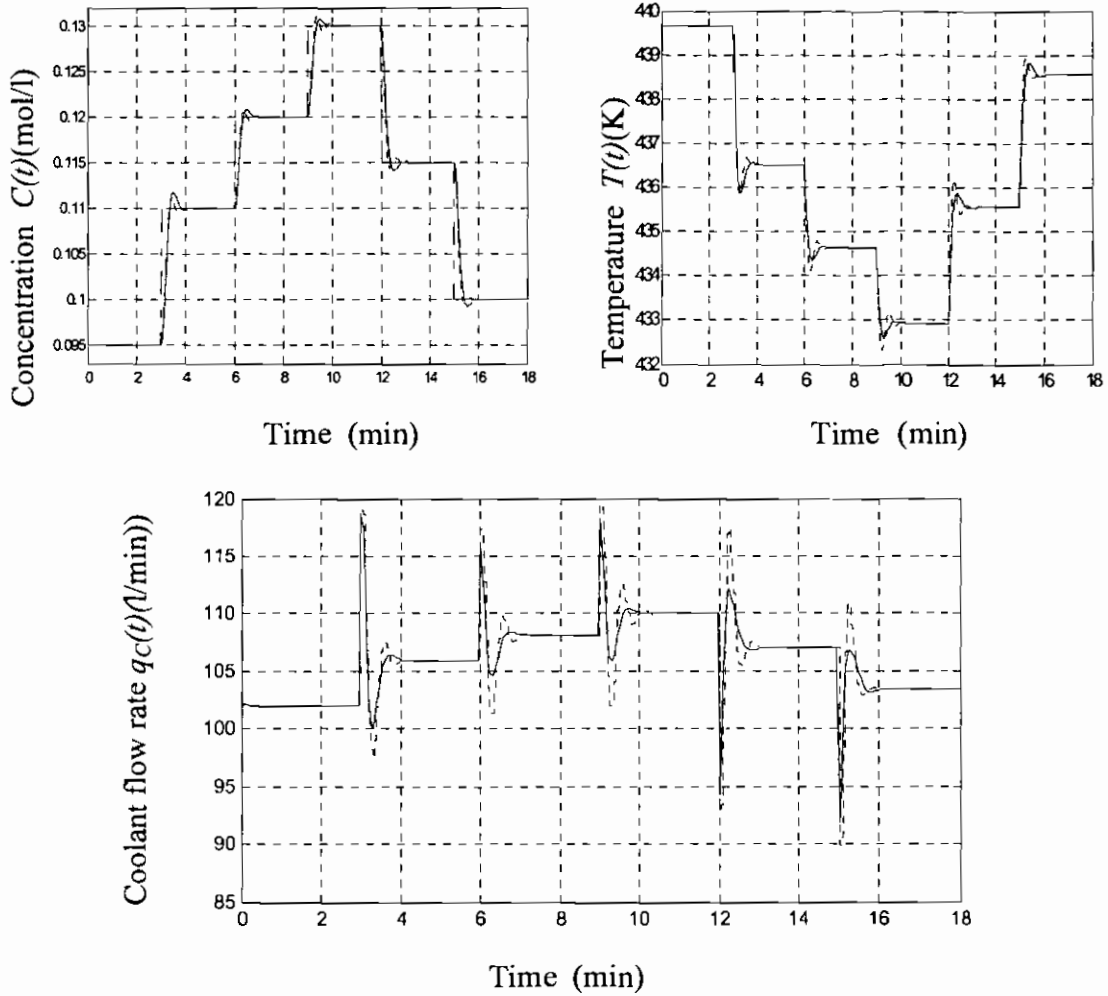 Concentration C(t)(mol/l)
0.13
0.125
0.12
0.115
0.11
0.105
0.1
0.095
0 2 4 6 8 10 12 14 16 18
Time (min)
Temperature T(t)(K)
440
439
438
437
436
435
434
433
432
0 2 4 6 8 10 12 14 16 18
Time (min)
Coolant flow rate qC(t)(l/min))
120
115
110
105
100
95
90
85
0 2 4 6 8 10 12 14 16 18
Time (min)